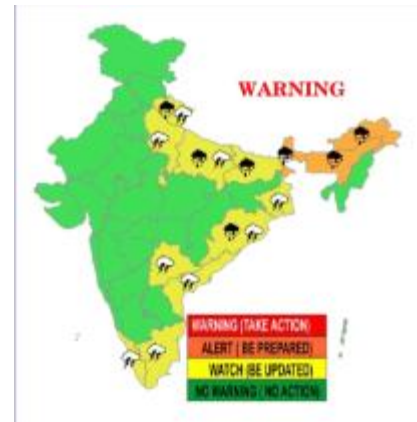 WARNING
WARNING (TAKE ACTION)
ALERT ( BE PREPARED)
WATCH (BE UPDATED)
NO WARNING ( NO ACTION)